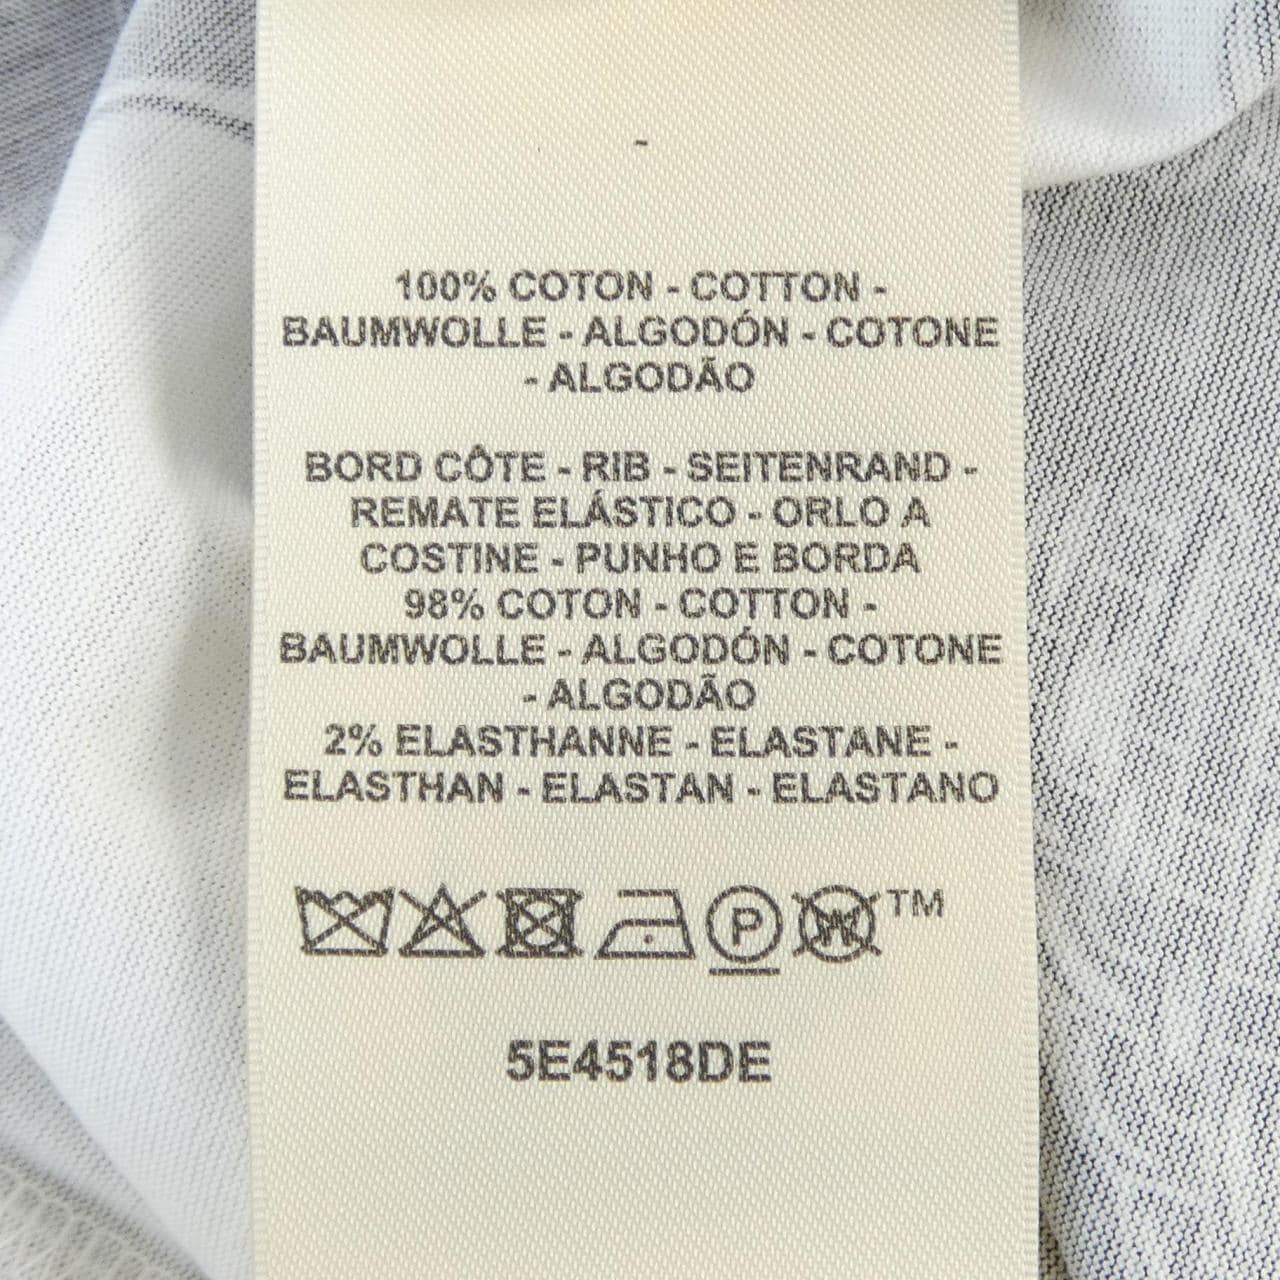 -
100% COTON - COTTON -
BAUMWOLLE - ALGODÓN - COTONE
- ALGODÃO
BORD CÔTE - RIB - SEITENRAND -
REMATE ELÁSTICO - ORLO A
COSTINE - PUNHO E BORDA
98% COTON - COTTON -
BAUMWOLLE - ALGODÓN - COTONE
- ALGODÃO
2% ELASTHANNE - ELASTANE -
ELASTHAN - ELASTAN - ELASTANO
P W TM
5E4518DE